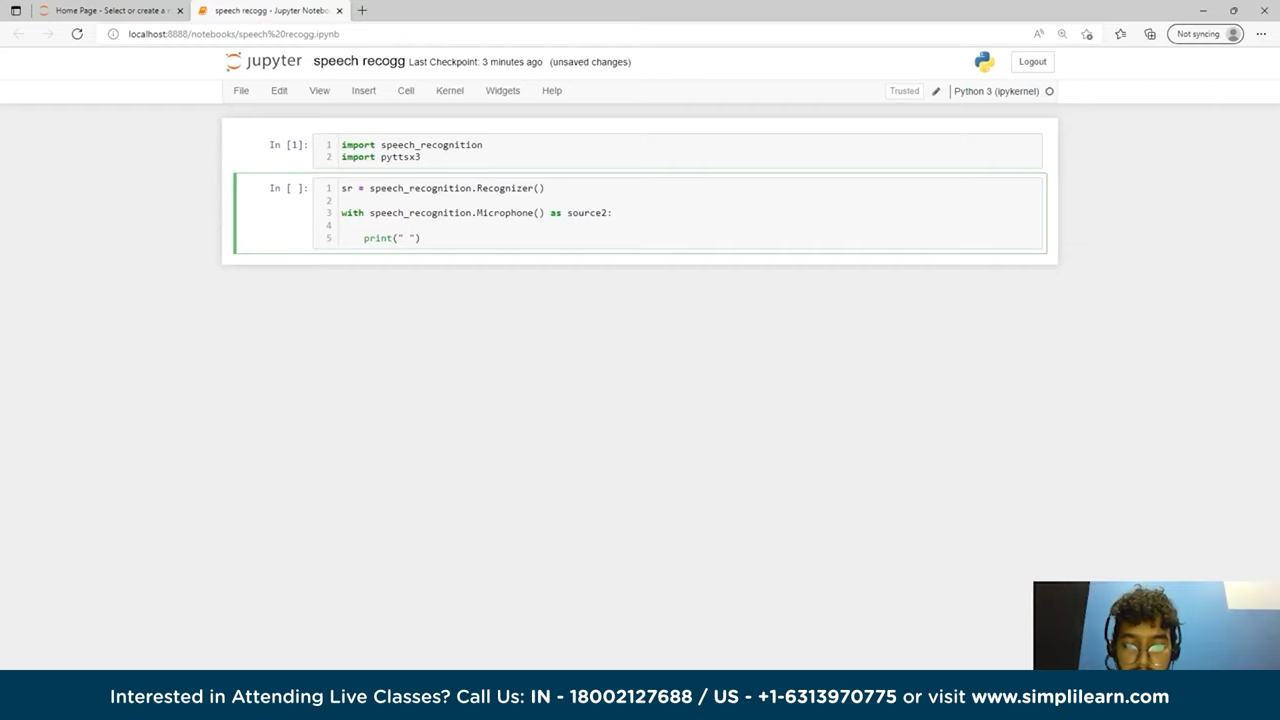 Home Page - Select or create a n
speech recogg - Jupyter Notebo
localhost:8888/notebooks/speech%20recogg.ipynb
Not syncing
jupyter speech recogg Last Checkpoint: 3 minutes ago (unsaved changes)
Logout
File Edit View Insert Cell Kernel Widgets Help
Trusted
Python 3 (ipykernel)
In [1]:
1 import speech_recognition
2 import pyttsx3
In [ ]:
1 sr = speech_recognition.Recognizer()
2
3 with speech_recognition.Microphone() as source2:
4
5 print(" ")
Interested in Attending Live Classes? Call Us: IN - 18002127688 / US - +1-6313970775 or visit www.simplilearn.com